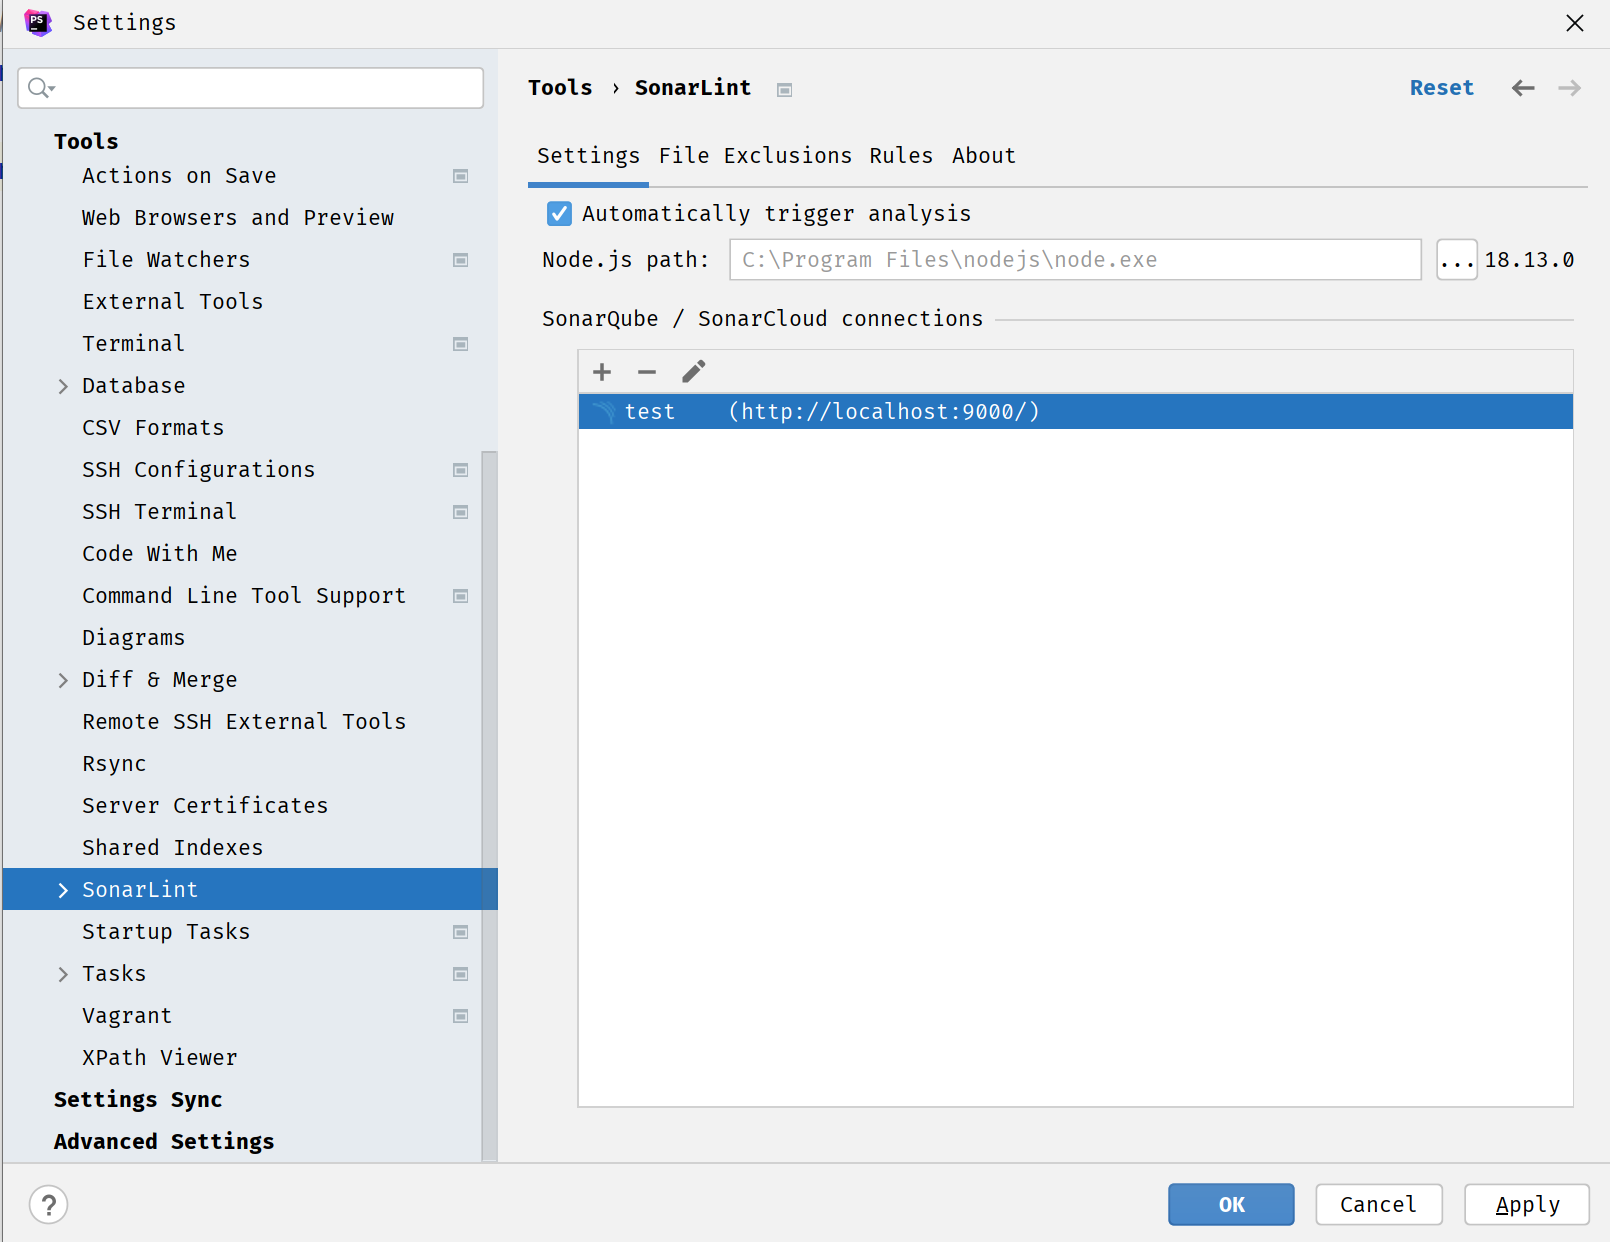 PS
Settings
Tools
Actions on Save
Web Browsers and Preview
File Watchers
External Tools
Terminal
Database
CSV Formats
SSH Configurations
SSH Terminal
Code With Me
Command Line Tool Support
Diagrams
Diff & Merge
Remote SSH External Tools
Rsync
Server Certificates
Shared Indexes
SonarLint
Startup Tasks
Tasks
Vagrant
XPath Viewer
Settings Sync
Advanced Settings
Tools › SonarLint
Reset
Settings File Exclusions Rules About
Automatically trigger analysis
Node.js path: C:\Program Files\nodejs\node.exe ... 18.13.0
SonarQube / SonarCloud connections
test (http://localhost:9000/)
?
OK Cancel Apply